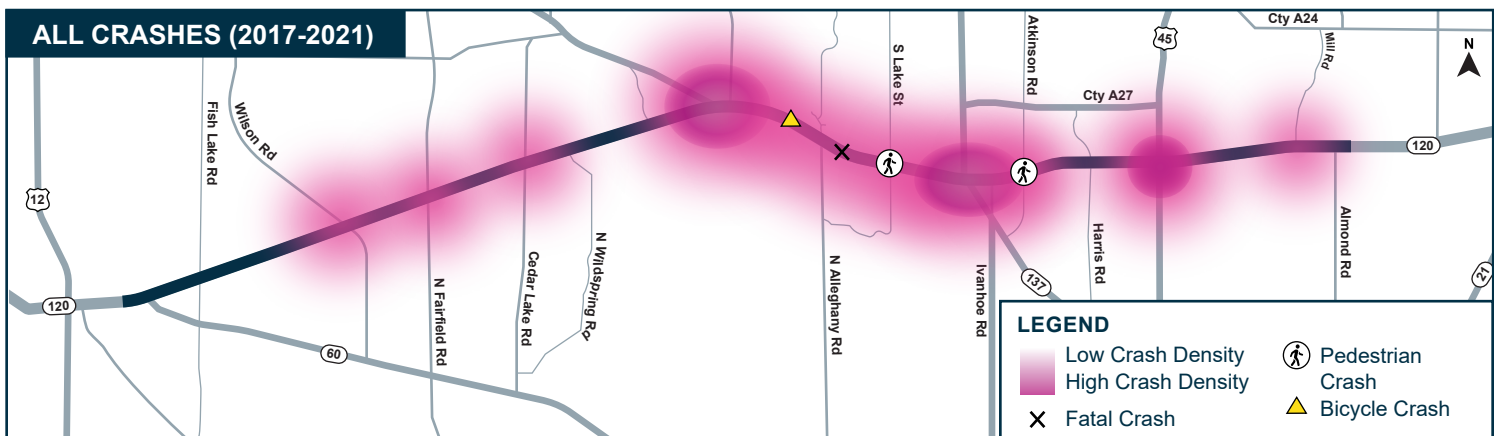 ALL CRASHES (2017-2021)
Cty A24
45
N
Mill Rd
Atkinson Rd
S Lake St
Cty A27
Fish Lake Rd
Wilson Rd
120
12
N Wildspring Rd
Cedar Lake Rd
N Fairfield Rd
N Alleghany Rd
Ivanhoe Rd
137
Harris Rd
Almond Rd
21
120
60
LEGEND
Low Crash Density
High Crash Density
Fatal Crash
Pedestrian
Crash
Bicycle Crash